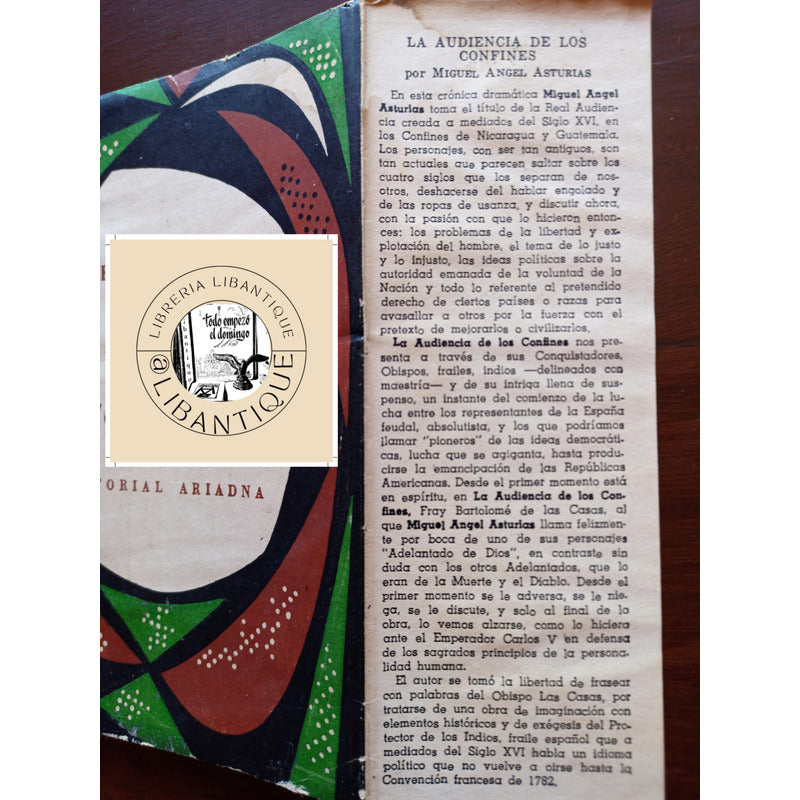 LA AUDIENCIA DE LOS
CONFINES
por MIGUEL ANGEL ASTURIAS
En esta crónica dramática Miguel Angel
Asturias toma el título de la Real Audien-
cia creada a mediados del Siglo XVI, en
los Confines de Nicaragua y Guatemala.
Los personajes, con ser tan antiguos, son
tan actuales que parecen saltar sobre los
cuatro siglos que los separan de nos-
otros, deshacerse del hablar engolado y
de las ropas de usanza, y discutir ahora,
con la pasión con que lo hicieron enton-
ces: los problemas de la libertad y ex-
plotación del hombre, el tema de lo justo
y lo injusto, las ideas políticas sobre la
autoridad emanada de la voluntad de la
Nación y todo lo referente al pretendido
derecho de ciertos países o razas para
avasallar a otros por la fuerza con el
pretexto de mejorarlos o civilizarlos.
La Audiencia de los Confines nos pre-
senta a través de sus Conquistadores,
Obispos, frailes, indios —delineados con
maestría— y de su intriga llena de sus-
penso, un instante del comienzo de la lu-
cha entre los representantes de la España
feudal, absolutista, y los que podríamos
llamar "pioneros" de las ideas democráti-
cas, lucha que se agiganta, hasta produ-
cirse la emancipación de las Repúblicas
Americanas. Desde el primer momento está
en espíritu, en La Audiencia de los Con-
fines, Fray Bartolomé de las Casas, al
que Miguel Angel Asturias llama felizmen-
te por boca de uno de sus personajes
"Adelantado de Dios", en contraste sin
duda con los otros Adelantados, que lo
eran de la Muerte y el Diablo. Desde el
primer momento se le adversa, se le nie-
ga, se le discute, y solo al final de la
obra, lo vemos alzarse, como lo hiciera
ante el Emperador Carlos V en defensa
de los sagrados principios de la persona-
lidad humana.
El autor se tomó la libertad de frasear
con palabras del Obispo Las Casas, por
tratarse de una obra de imaginación con
elementos históricos y de exégesis del Pro-
tector de los Indios, fraile español que a
mediados del Siglo XVI habla un idioma
político que no vuelve a oirse hasta la
Convención francesa de 1782.
LIBRERIA LIBANTIQUE
todo empezó
el domingo
@LIBANTIQUE
ORIAL ARIADNA